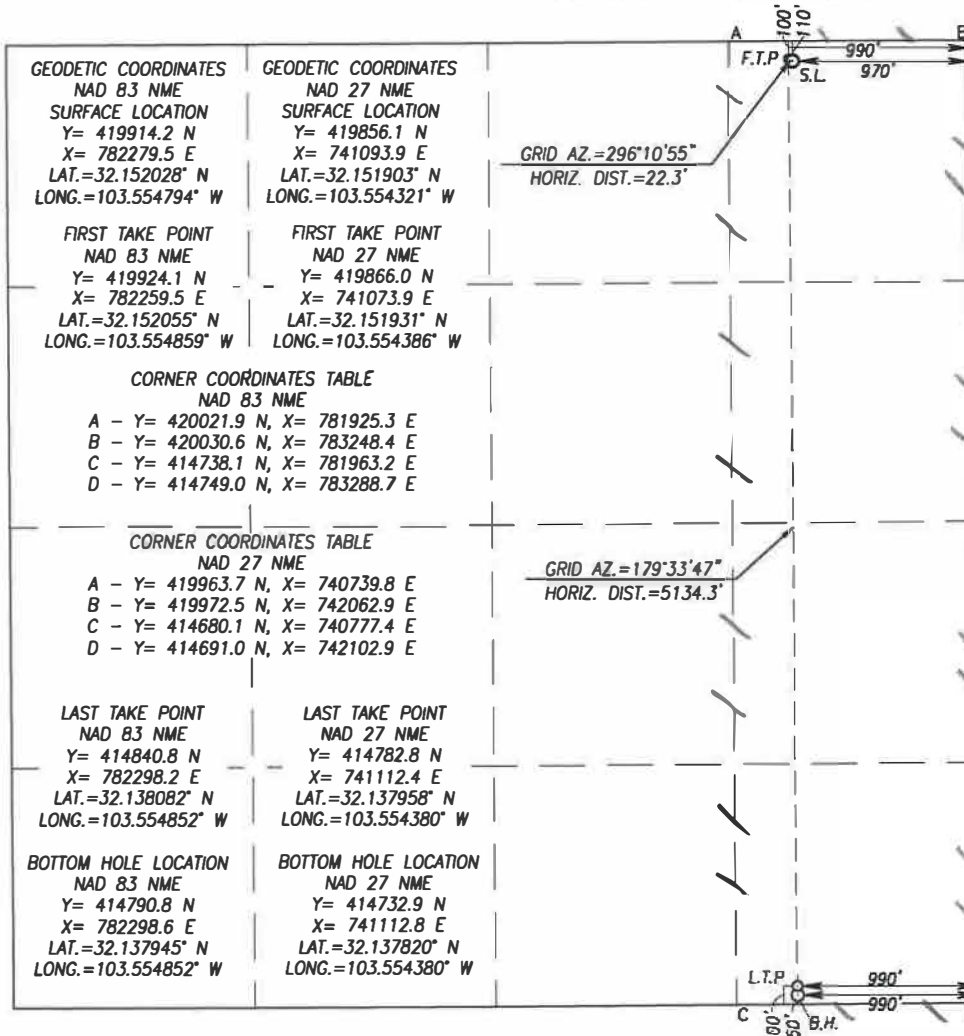 GEODETIC COORDINATES
NAD 83 NME
SURFACE LOCATION
Y= 419914.2 N
X= 782279.5 E
LAT.=32.152028° N
LONG.=103.554794° W
GEODETIC COORDINATES
NAD 27 NME
SURFACE LOCATION
Y= 419856.1 N
X= 741093.9 E
LAT.=32.151903° N
LONG.=103.554321° W
FIRST TAKE POINT
NAD 83 NME
Y= 419924.1 N
X= 782259.5 E
LAT.=32.152055° N
LONG.=103.554859° W
FIRST TAKE POINT
NAD 27 NME
Y= 419866.0 N
X= 741073.9 E
LAT.=32.151931° N
LONG.=103.554386° W
CORNER COORDINATES TABLE
NAD 83 NME
A - Y= 420021.9 N, X= 781925.3 E
B - Y= 420030.6 N, X= 783248.4 E
C - Y= 414738.1 N, X= 781963.2 E
D - Y= 414749.0 N, X= 783288.7 E
CORNER COORDINATES TABLE
NAD 27 NME
A - Y= 419963.7 N, X= 740739.8 E
B - Y= 419972.5 N, X= 742062.9 E
C - Y= 414680.1 N, X= 740777.4 E
D - Y= 414691.0 N, X= 742102.9 E
LAST TAKE POINT
NAD 83 NME
Y= 414840.8 N
X= 782298.2 E
LAT.=32.138082° N
LONG.=103.554852° W
LAST TAKE POINT
NAD 27 NME
Y= 414782.8 N
X= 741112.4 E
LAT.=32.137958° N
LONG.=103.554380° W
BOTTOM HOLE LOCATION
NAD 83 NME
Y= 414790.8 N
X= 782298.6 E
LAT.=32.137945° N
LONG.=103.554852° W
BOTTOM HOLE LOCATION
NAD 27 NME
Y= 414732.9 N
X= 741112.8 E
LAT.=32.137820° N
LONG.=103.554380° W
A
100'
110'
B
F.T.P
990'
970'
S.L.
GRID AZ.=296°10'55"
HORIZ. DIST.=22.3'
GRID AZ.=179°33'47"
HORIZ. DIST.=5134.3'
L.T.P
990'
990'
C
B.H.